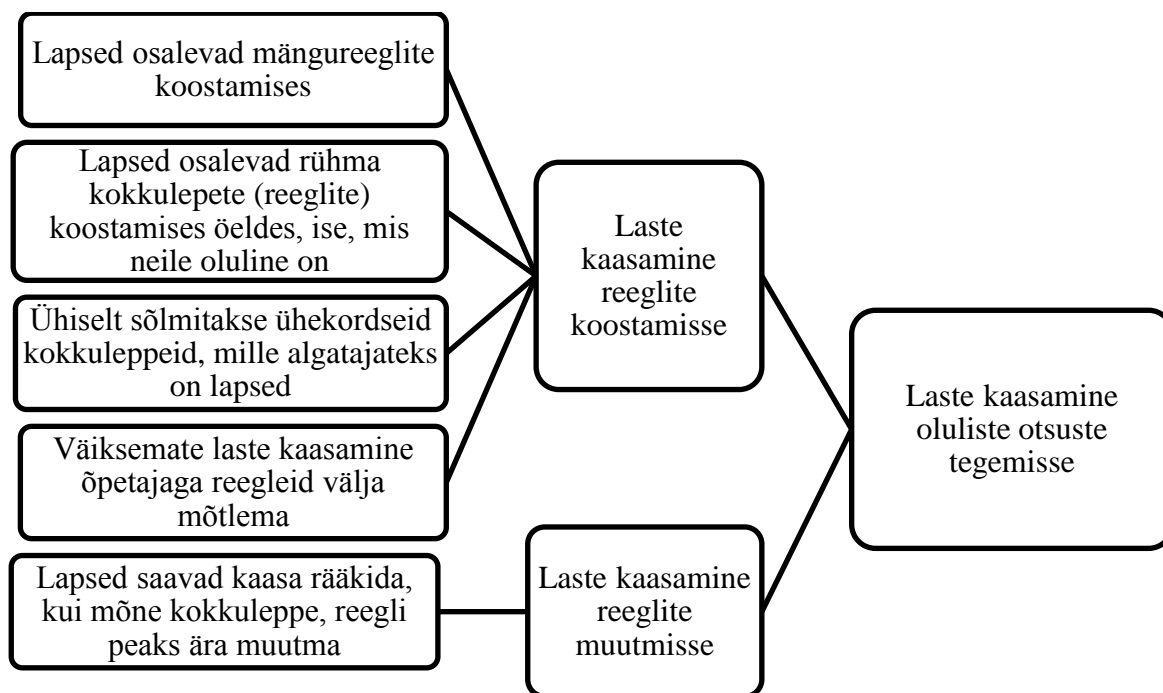 Lapsed osalevad mängureeglite
koostamises
Lapsed osalevad rühma
kokkulepete (reeglite)
koostamises öeldes, ise, mis
neile oluline on
Ühiselt sõlmitakse ühekordseid
kokkuleppeid, mille algatajateks
on lapsed
Väiksemate laste kaasamine
õpetajaga reegleid välja
mõtlema
Lapsed saavad kaasa rääkida,
kui mõne kokkuleppe, reegli
peaks ära muutma
Laste
kaasamine
reeglite
koostamisse
Laste kaasamine
reeglite
muutmisse
Laste kaasamine
oluliste otsuste
tegemisse